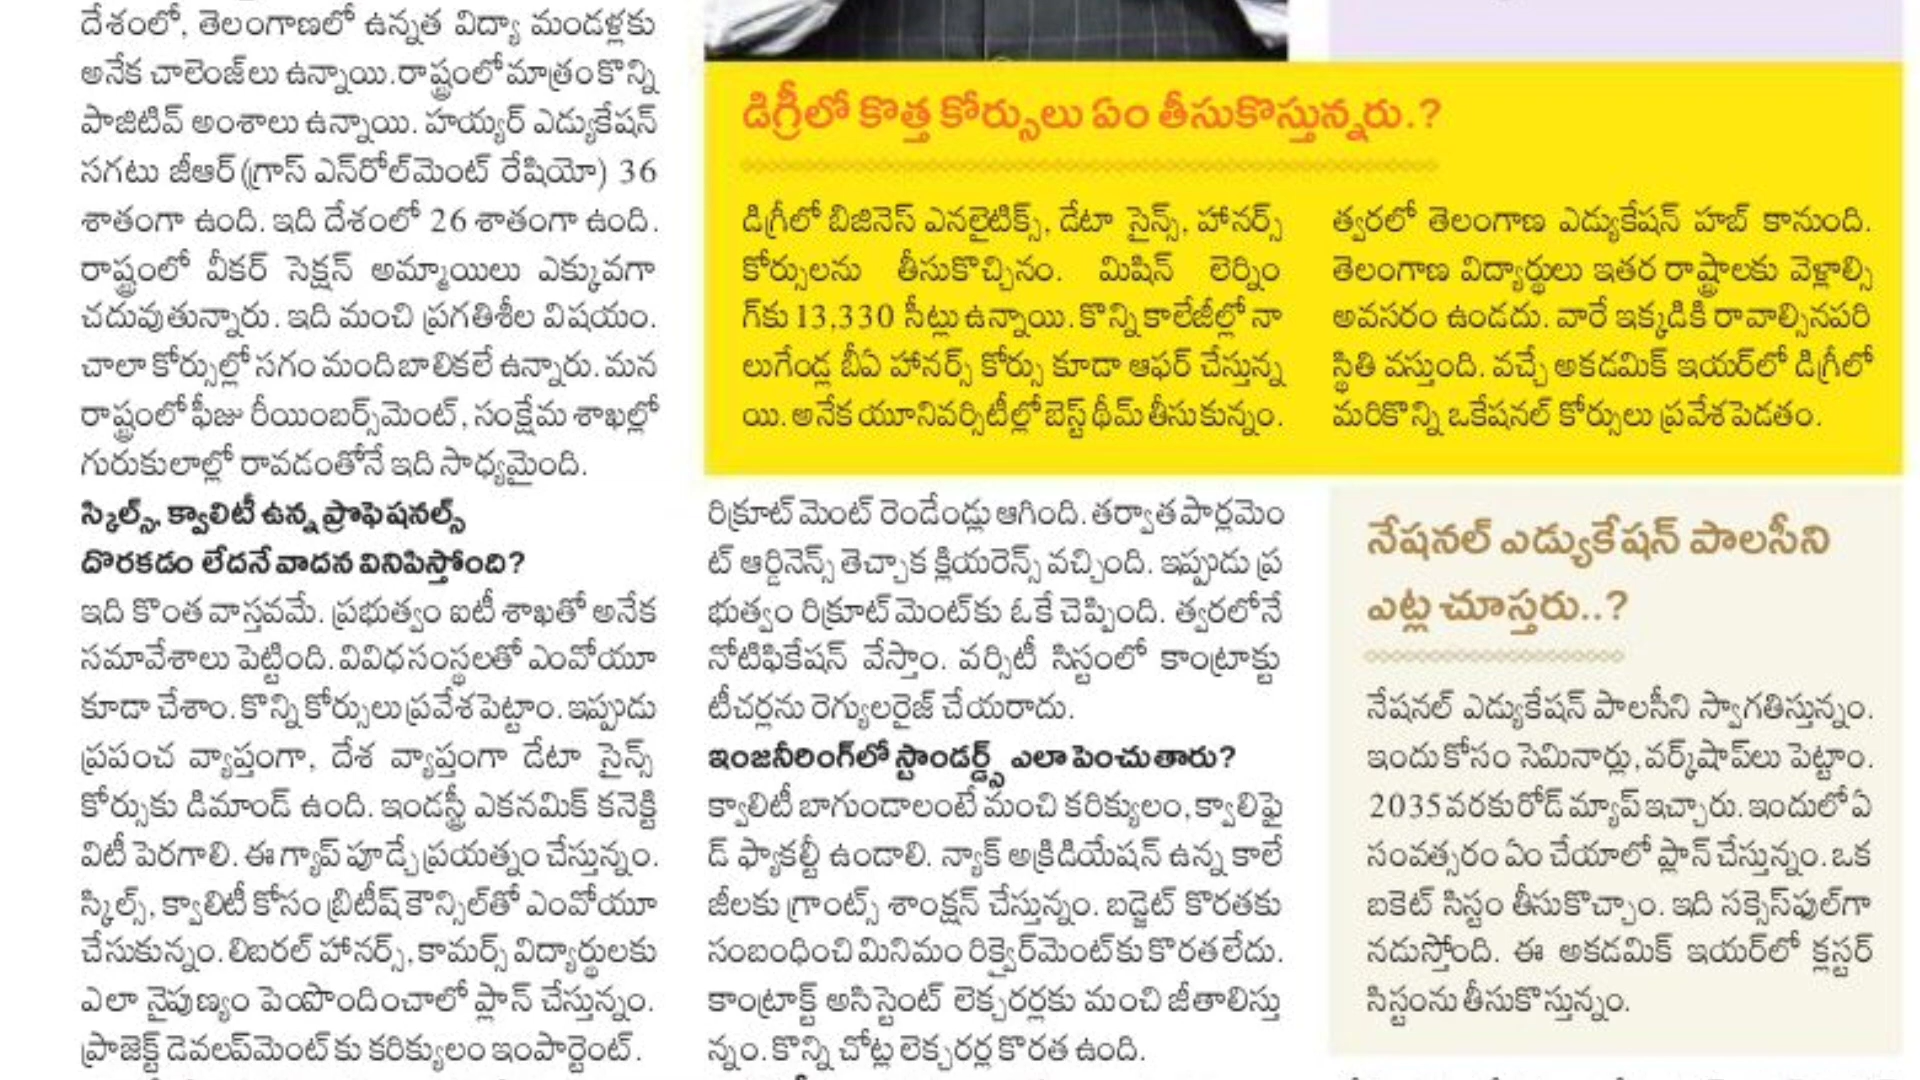 దేశంలో, తెలంగాణలో ఉన్నత విద్యా మండళ్లకు
అనేక చాలెంజ్‌లు ఉన్నాయి. రాష్ట్రంలో మాత్రం కొన్ని
పాజిటివ్ అంశాలు ఉన్నాయి. హయ్యర్ ఎడ్యుకేషన్
సగటు జీఆర్ (గ్రాస్ ఎన్‌రోల్‌మెంట్ రేషియో) 36
శాతంగా ఉంది. ఇది దేశంలో 26 శాతంగా ఉంది.
రాష్ట్రంలో వీకర్ సెక్షన్ అమ్మాయిలు ఎక్కువగా
చదువుతున్నారు. ఇది మంచి ప్రగతిశీల విషయం.
చాలా కోర్సుల్లో సగం మంది బాలికలే ఉన్నారు. మన
రాష్ట్రంలో ఫీజు రీయింబర్స్‌మెంట్, సంక్షేమ శాఖల్లో
గురుకులాల్లో రావడంతోనే ఇది సాధ్యమైంది.
స్కిల్స్, క్వాలిటీ ఉన్న ప్రొఫెషనల్స్
దొరకడం లేదనే వాదన వినిపిస్తోంది?
ఇది కొంత వాస్తవమే. ప్రభుత్వం ఐటీ శాఖతో అనేక
సమావేశాలు పెట్టింది. వివిధ సంస్థలతో ఎంవోయూ
కూడా చేశాం. కొన్ని కోర్సులు ప్రవేశపెట్టాం. ఇప్పుడు
ప్రపంచ వ్యాప్తంగా, దేశ వ్యాప్తంగా డేటా సైన్స్
కోర్సుకు డిమాండ్ ఉంది. ఇండస్ట్రీ ఎకనమిక్ కనెక్టి
విటీ పెరగాలి. ఈ గ్యాప్ పూడ్చే ప్రయత్నం చేస్తున్నం.
స్కిల్స్, క్వాలిటీ కోసం బ్రిటీష్ కౌన్సిల్‌తో ఎంవోయూ
చేసుకున్నం. లిబరల్ హానర్స్, కామర్స్ విద్యార్థులకు
ఎలా నైపుణ్యం పెంపొందించాలో ప్లాన్ చేస్తున్నం.
ప్రాజెక్ట్ డెవలప్‌మెంట్ కు కరిక్యులం ఇంపార్టెంట్.
డిగ్రీలో కొత్త కోర్సులు ఏం తీసుకొస్తున్నరు.?
డిగ్రీలో బిజినెస్ ఎనలైటిక్స్, డేటా సైన్స్, హానర్స్
కోర్సులను తీసుకొచ్చినం. మిషిన్ లెర్నిం
గ్‌కు 13,330 సీట్లు ఉన్నాయి. కొన్ని కాలేజీల్లో నా
లుగేండ్ల బీఏ హానర్స్ కోర్సు కూడా ఆఫర్ చేస్తున్న
యి. అనేక యూనివర్సిటీల్లో బెస్ట్ థీమ్ తీసుకున్నం.
త్వరలో తెలంగాణ ఎడ్యుకేషన్ హబ్ కానుంది.
తెలంగాణ విద్యార్థులు ఇతర రాష్ట్రాలకు వెళ్లాల్సి
అవసరం ఉండదు. వారే ఇక్కడికి రావాల్సిన పరి
స్థితి వస్తుంది. వచ్చే అకడమిక్ ఇయర్‌లో డిగ్రీలో
మరికొన్ని ఒకేషనల్ కోర్సులు ప్రవేశ పెడతం.
రిక్రూట్ మెంట్ రెండేండ్లు ఆగింది. తర్వాత పార్లమెం
ట్ ఆర్డినెన్స్ తెచ్చాక క్లియరెన్స్ వచ్చింది. ఇప్పుడు ప్ర
భుత్వం రిక్రూట్ మెంట్‌కు ఓకే చెప్పింది. త్వరలోనే
నోటిఫికేషన్ వేస్తాం. వర్సిటీ సిస్టంలో కాంట్రాక్టు
టీచర్లను రెగ్యులరైజ్ చేయరాదు.
ఇంజనీరింగ్‌లో స్టాండర్డ్స్ ఎలా పెంచుతారు?
క్వాలిటీ బాగుండాలంటే మంచి కరిక్యులం, క్వాలిఫై
డ్ ఫ్యాకల్టీ ఉండాలి. న్యాక్ అక్రిడియేషన్ ఉన్న కాలే
జీలకు గ్రాంట్స్ శాంక్షన్ చేస్తున్నం. బడ్జెట్ కొరతకు
సంబంధించి మినిమం రిక్వైర్‌మెంట్‌కు కొరత లేదు.
కాంట్రాక్ట్ అసిస్టెంట్ లెక్చరర్లకు మంచి జీతాలిస్తు
న్నం. కొన్ని చోట్ల లెక్చరర్ల కొరత ఉంది.
నేషనల్ ఎడ్యుకేషన్ పాలసీని
ఎట్ల చూస్తరు..?
నేషనల్ ఎడ్యుకేషన్ పాలసీని స్వాగతిస్తున్నం.
ఇందు కోసం సెమినార్లు, వర్క్‌షాప్‌లు పెట్టాం.
2035 వరకు రోడ్ మ్యాప్ ఇచ్చారు. ఇందులో ఏ
సంవత్సరం ఏం చేయాలో ప్లాన్ చేస్తున్నం. ఒక
బకెట్ సిస్టం తీసుకొచ్చాం. ఇది సక్సెస్‌ఫుల్‌గా
నడుస్తోంది. ఈ అకడమిక్ ఇయర్‌లో క్లస్టర్
సిస్టంను తీసుకొస్తున్నం.